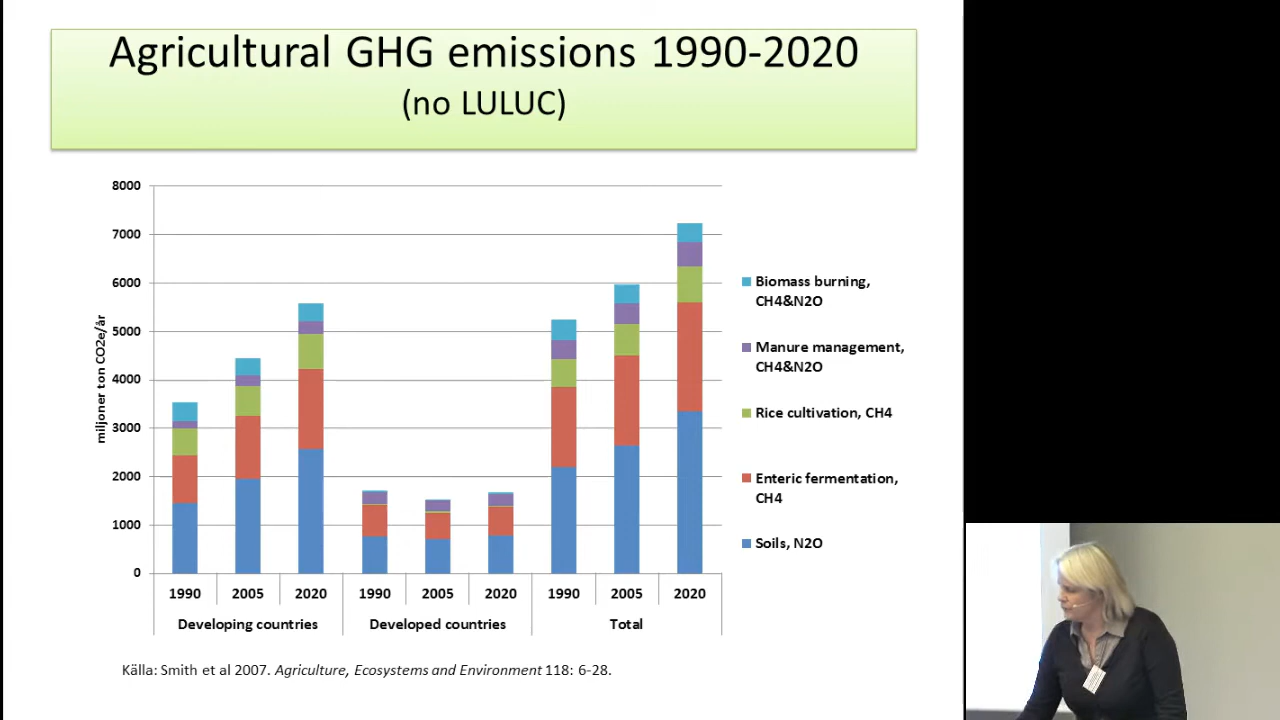 Agricultural GHG emissions 1990-2020
(no LULUC)
8000
7000
6000
5000
4000
3000
2000
1000
0
miljoner ton CO2e/år
1990 2005 2020 1990 2005 2020 1990 2005 2020
Developing countries Developed countries Total
Biomass burning,
CH4&N2O
Manure management,
CH4&N2O
Rice cultivation, CH4
Enteric fermentation,
CH4
Soils, N2O
Källa: Smith et al 2007. Agriculture, Ecosystems and Environment 118: 6-28.